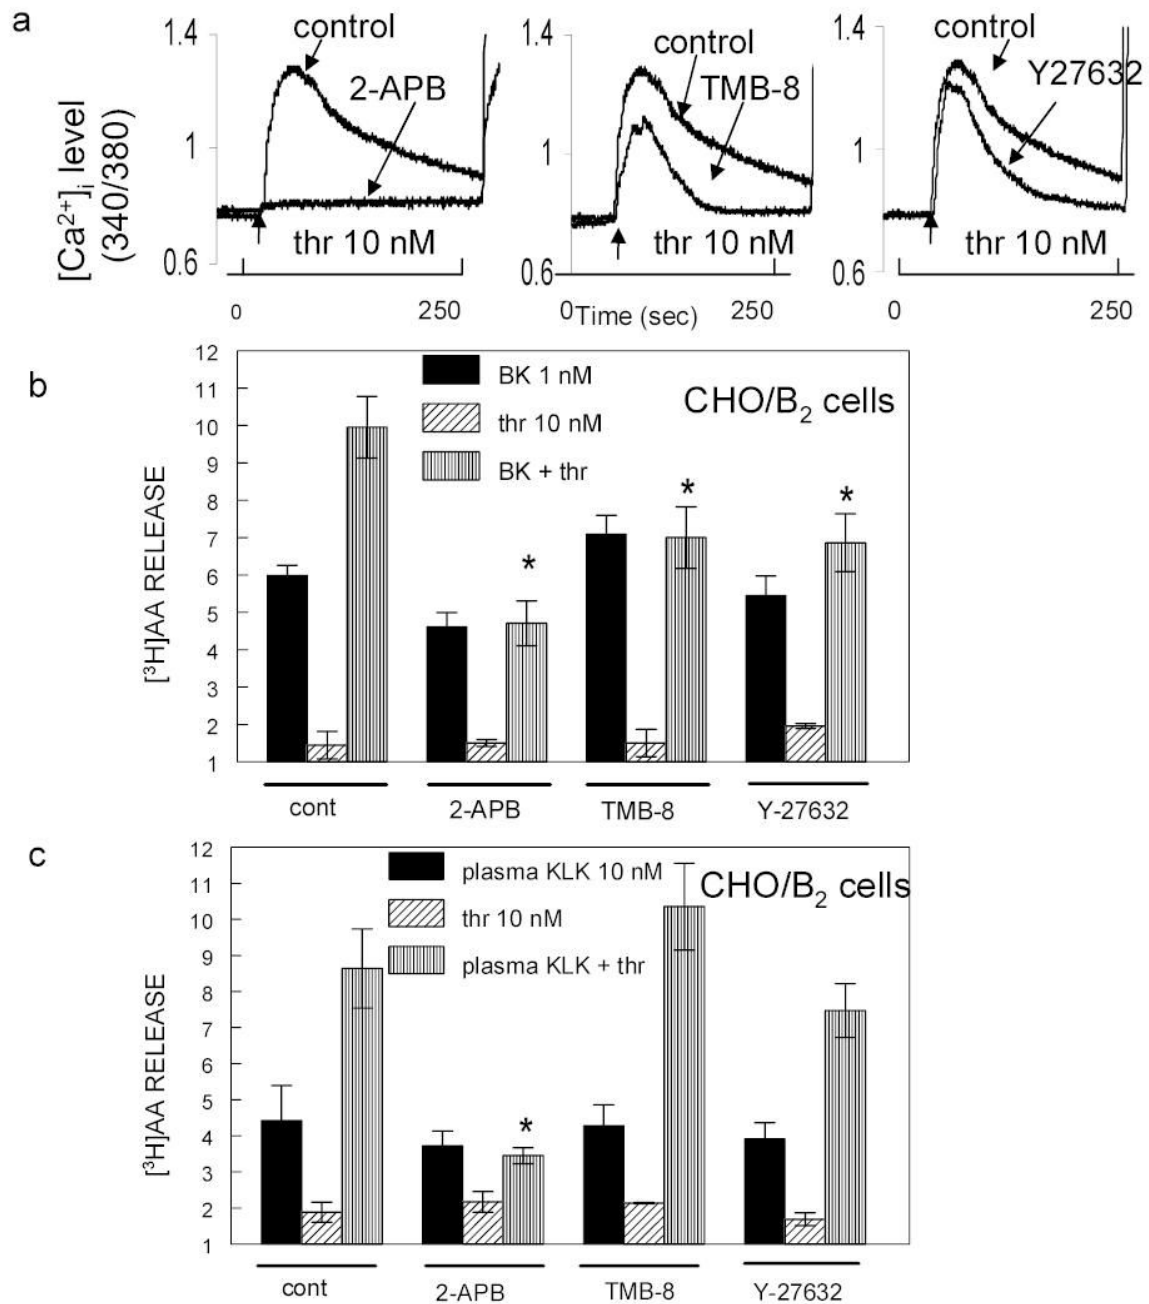 a
1.4
1
0.6
[Ca²⁺]ᵢ level
(340/380)
control
2-APB
thr 10 nM
0
250
1.4
1
0.6
control
TMB-8
thr 10 nM
0
Time (sec)
250
1.4
1
0.6
control
Y27632
thr 10 nM
0
250
b
12
11
10
9
8
7
6
5
4
3
2
1
[³H]AA RELEASE
BK 1 nM
thr 10 nM
BK + thr
CHO/B₂ cells
*
*
*
cont
2-APB
TMB-8
Y-27632
c
12
11
10
9
8
7
6
5
4
3
2
1
[³H]AA RELEASE
plasma KLK 10 nM
thr 10 nM
plasma KLK + thr
CHO/B₂ cells
*
cont
2-APB
TMB-8
Y-27632